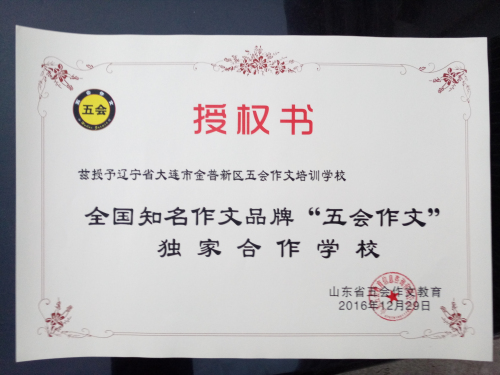 五会
授权书
兹授予辽宁省大连市金普新区五会作文培训学校
全国知名作文品牌“五会作文”
独家合作学校
山东省五会作文教育
2016年12月29日